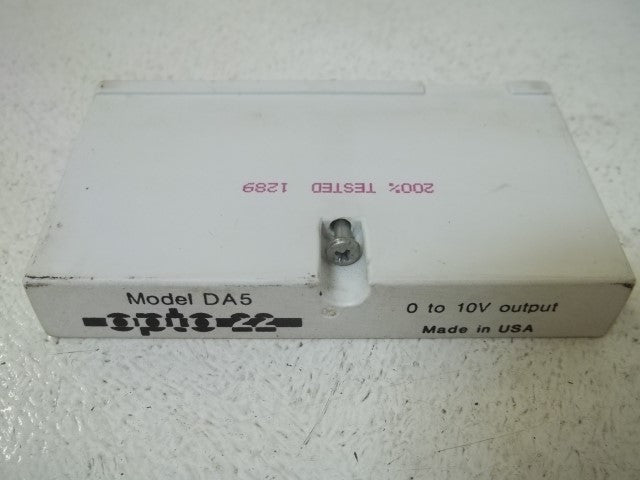 200% TESTED 1289
Model DA5
opto 22
0 to 10V output
Made in USA